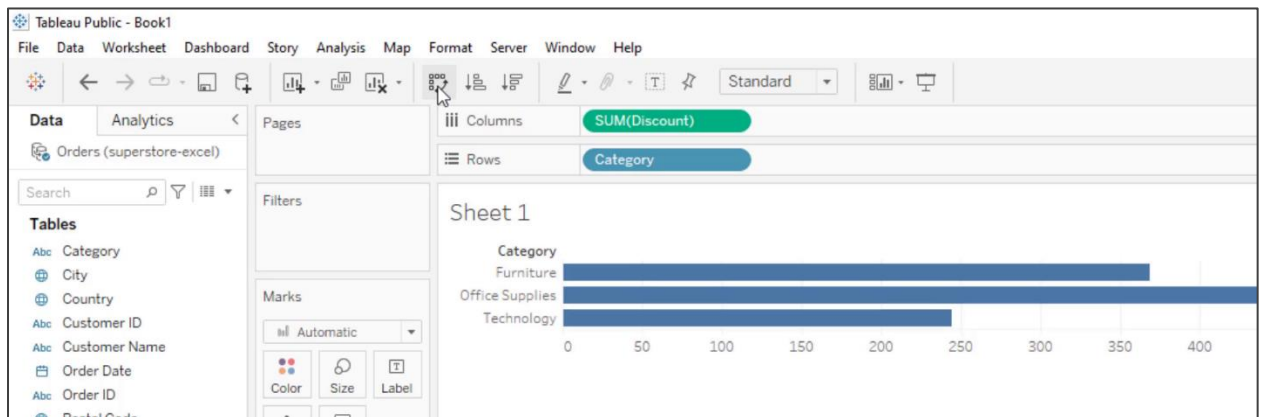 Tableau Public - Book1
File Data Worksheet Dashboard Story Analysis Map Format Server Window Help
Standard
Data Analytics
Orders (superstore-excel)
Search
Tables
Abc Category
City
Country
Abc Customer ID
Abc Customer Name
Order Date
Abc Order ID
Postal Code
Pages
Filters
Marks
Automatic
Color Size Label
T
Columns SUM(Discount)
Rows Category
Sheet 1
Category
Furniture
Office Supplies
Technology
0 50 100 150 200 250 300 350 400